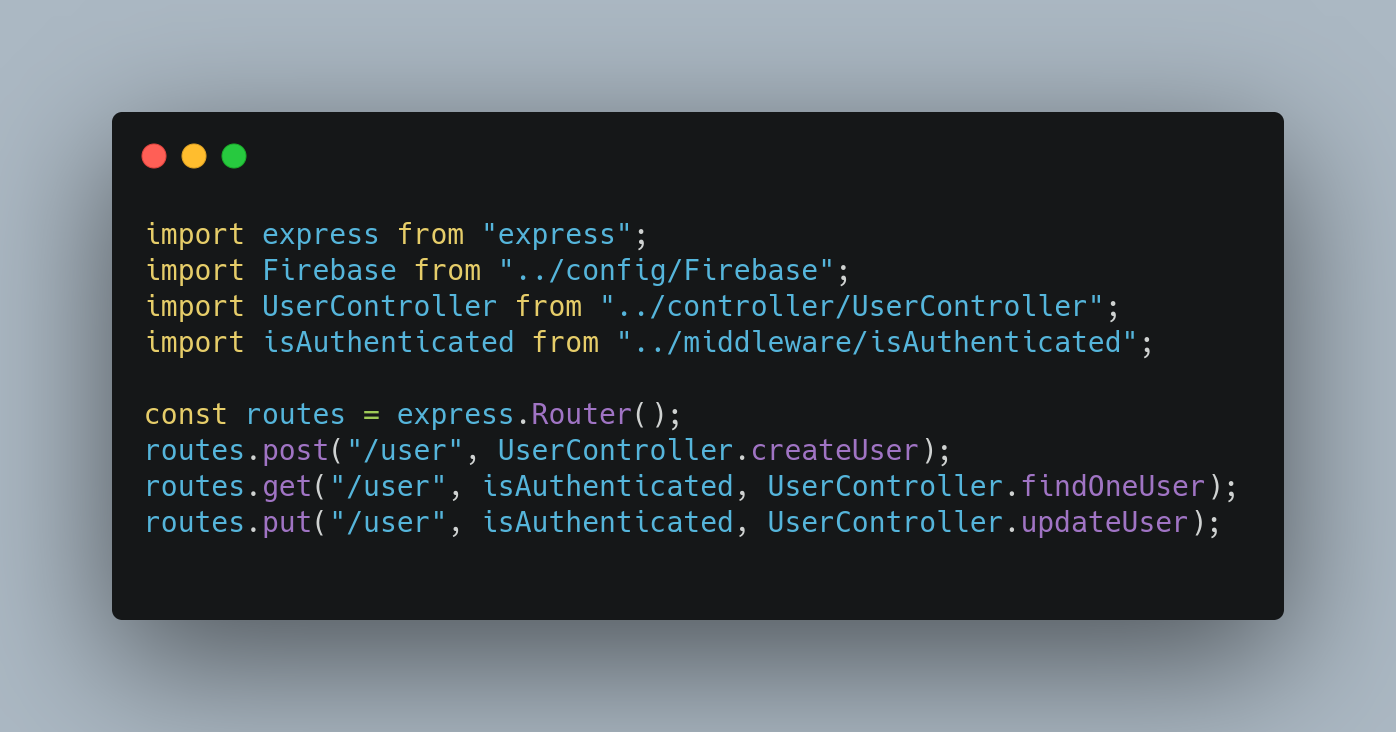 import express from "express";
import Firebase from "../config/Firebase";
import UserController from "../controller/UserController";
import isAuthenticated from "../middleware/isAuthenticated";

const routes = express.Router();
routes.post("/user", UserController.createUser);
routes.get("/user", isAuthenticated, UserController.findOneUser);
routes.put("/user", isAuthenticated, UserController.updateUser);